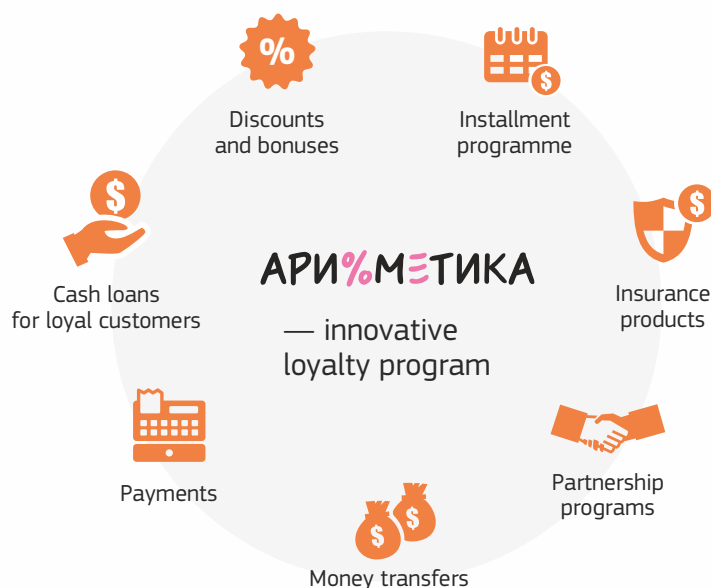 Discounts
and bonuses
Installment
programme
Cash loans
for loyal customers
АРИ%МЕТИКА
— innovative
loyalty program
Insurance
products
Payments
Partnership
programs
Money transfers